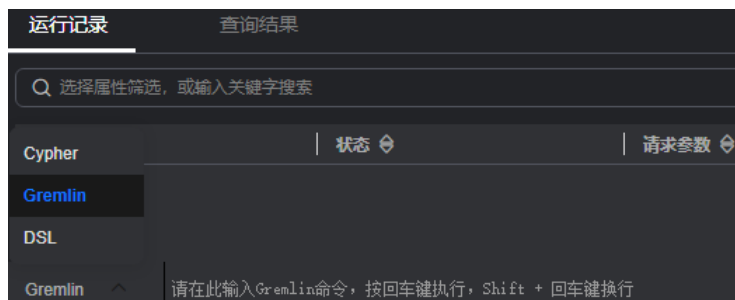 运行记录 查询结果
选择属性筛选，或输入关键字搜索
状态 请求参数
Cypher
Gremlin
DSL
Gremlin 请在此输入Gremlin命令，按回车键执行，Shift + 回车键换行